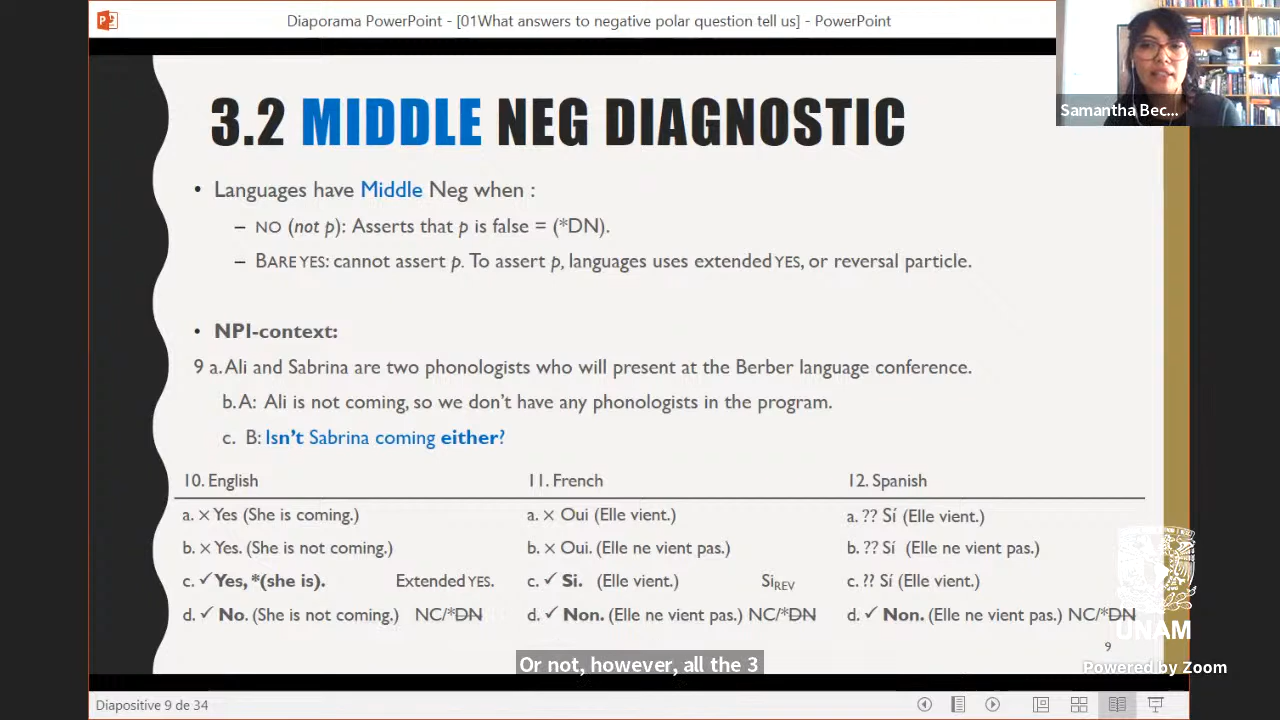 Diaporama PowerPoint - [01What answers to negative polar question tell us] - PowerPoint
Samantha Bec...
3.2 MIDDLE NEG DIAGNOSTIC
• Languages have Middle Neg when :
– NO (not p): Asserts that p is false = (*DN).
– BARE YES: cannot assert p. To assert p, languages uses extended YES, or reversal particle.
• NPI-context:
9 a. Ali and Sabrina are two phonologists who will present at the Berber language conference.
b. A: Ali is not coming, so we don't have any phonologists in the program.
c. B: Isn't Sabrina coming either?
10. English 11. French 12. Spanish
a. × Yes (She is coming.) a. × Oui (Elle vient.) a. ?? Sí (Elle vient.)
b. × Yes. (She is not coming.) b. × Oui. (Elle ne vient pas.) b. ?? Sí (Elle ne vient pas.)
c. ✓ Yes, *(she is). Extended YES. c. ✓ Si. (Elle vient.) SiREV c. ?? Sí (Elle vient.)
d. ✓ No. (She is not coming.) NC/*DN d. ✓ Non. (Elle ne vient pas.) NC/*DN d. ✓ Non. (Elle ne vient pas.) NC/*DN
UNAM
9
Or not, however, all the 3
Powered by Zoom
Diapositive 9 de 34